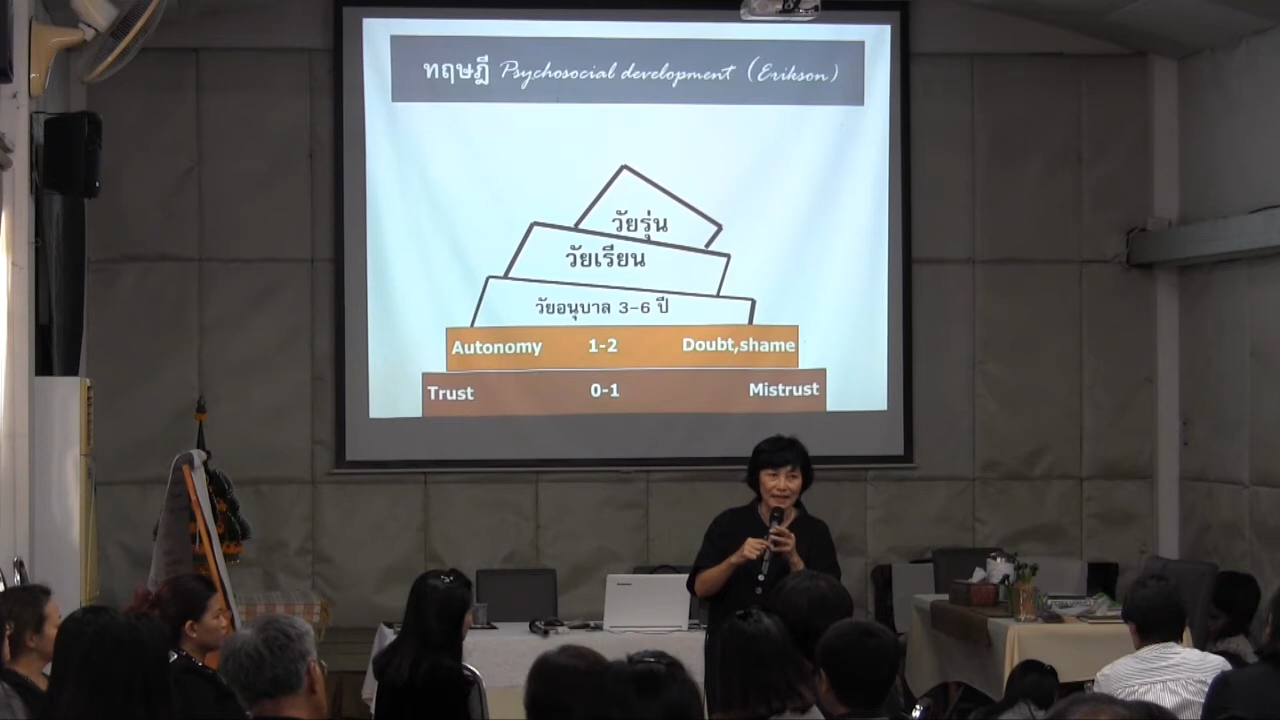 ทฤษฎี Psychosocial development (Erikson)
วัยรุ่น
วัยเรียน
วัยอนุบาล 3-6 ปี
Autonomy 1-2 Doubt,shame
Trust 0-1 Mistrust